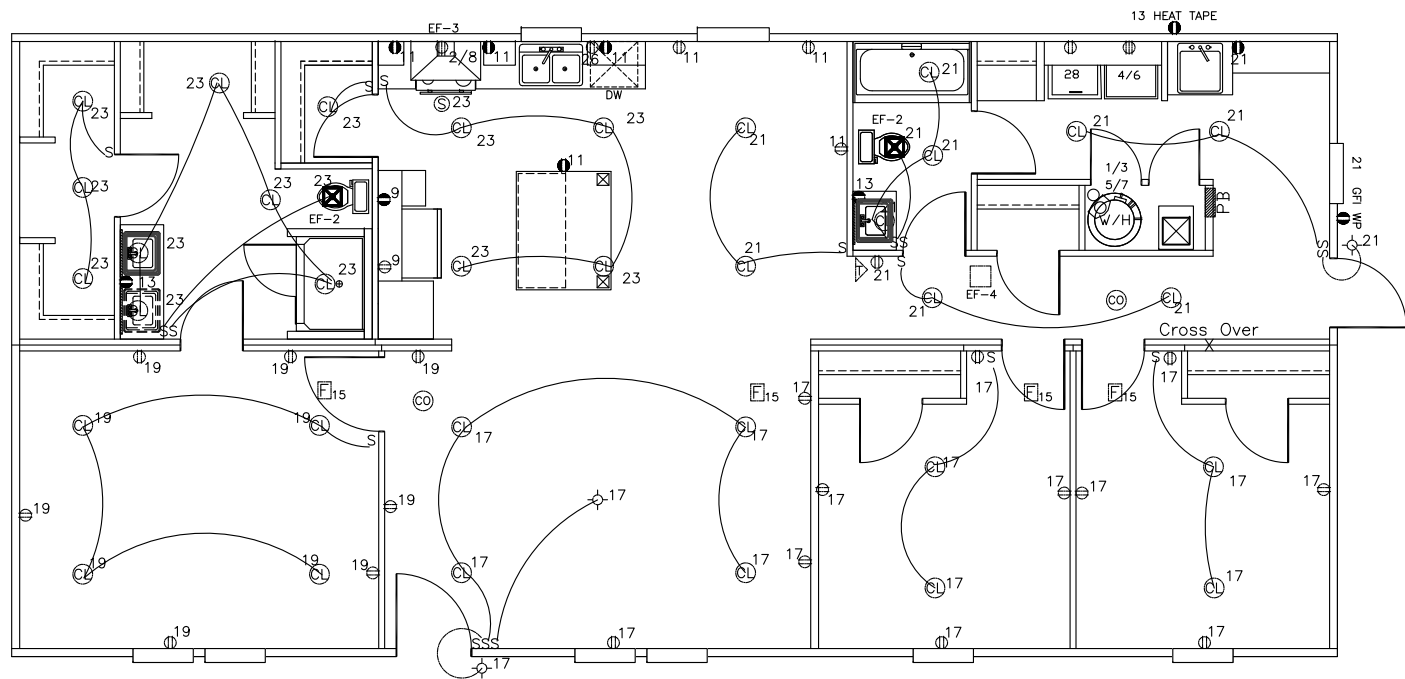 13 HEAT TAPE
EF-3
11 2/8 11 26 11 11 11 21
28 4/6
DW
CL 23 CL 23 CL 23 S S 23 CL 21
CL 23 CL 23 CL 21 EF-2 21 CL 21 CL 21
S 11 11
CL 23 23 CL 23 EF-2 9 13 1/3 5/7 W/H PB
21 GFI WP
CL 23 23 9 CL 23 CL 23 CL 21 S CL S S T 21 S S S 21
13 CL 23 CL 23 EF-4
23 S S CL 21 CO CL 21
Cross Over
X
19 19 19 S 17 S 17
F 15 CO F 15 17 F 15 F 15
CL 19 CL 19 S CL 17 CL 17
CL 17 CL 17
19 19 17 17 17 17 17
CL 19 CL 19 19 CL 17 CL 17 17 CL 17 CL 17
19 SSS 17 17 17
17